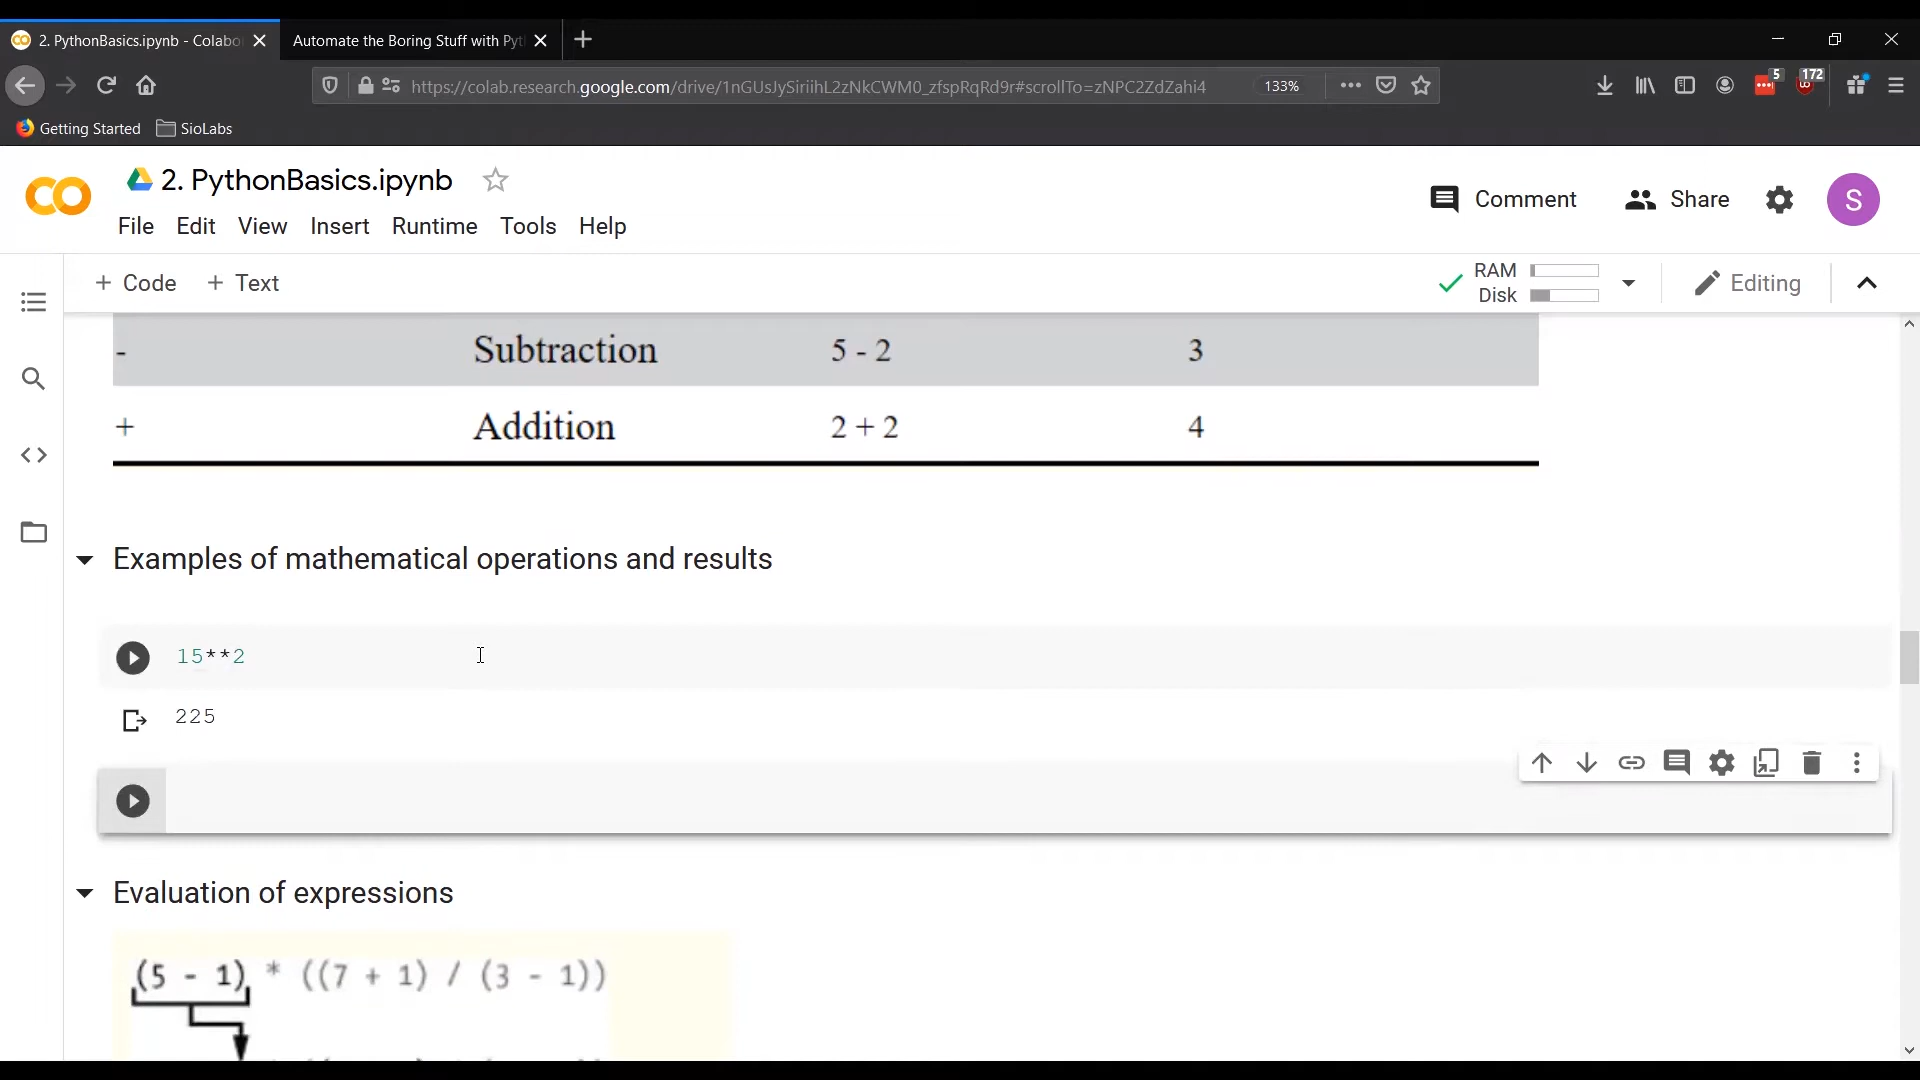 2. PythonBasics.ipynb - Colabo
Automate the Boring Stuff with Pyt
https://colab.research.google.com/drive/1nGUsJySiriihL2zNkCWM0_zfspRqRd9r#scrollTo=zNPC2ZdZahi4
133%
5
172
Getting Started
SioLabs
2. PythonBasics.ipynb
File Edit View Insert Runtime Tools Help
Comment
Share
S
+ Code + Text
RAM
Disk
Editing
- Subtraction 5 - 2 3
+ Addition 2 + 2 4
Examples of mathematical operations and results
15**2
225
Evaluation of expressions
(5 - 1) * ((7 + 1) / (3 - 1))